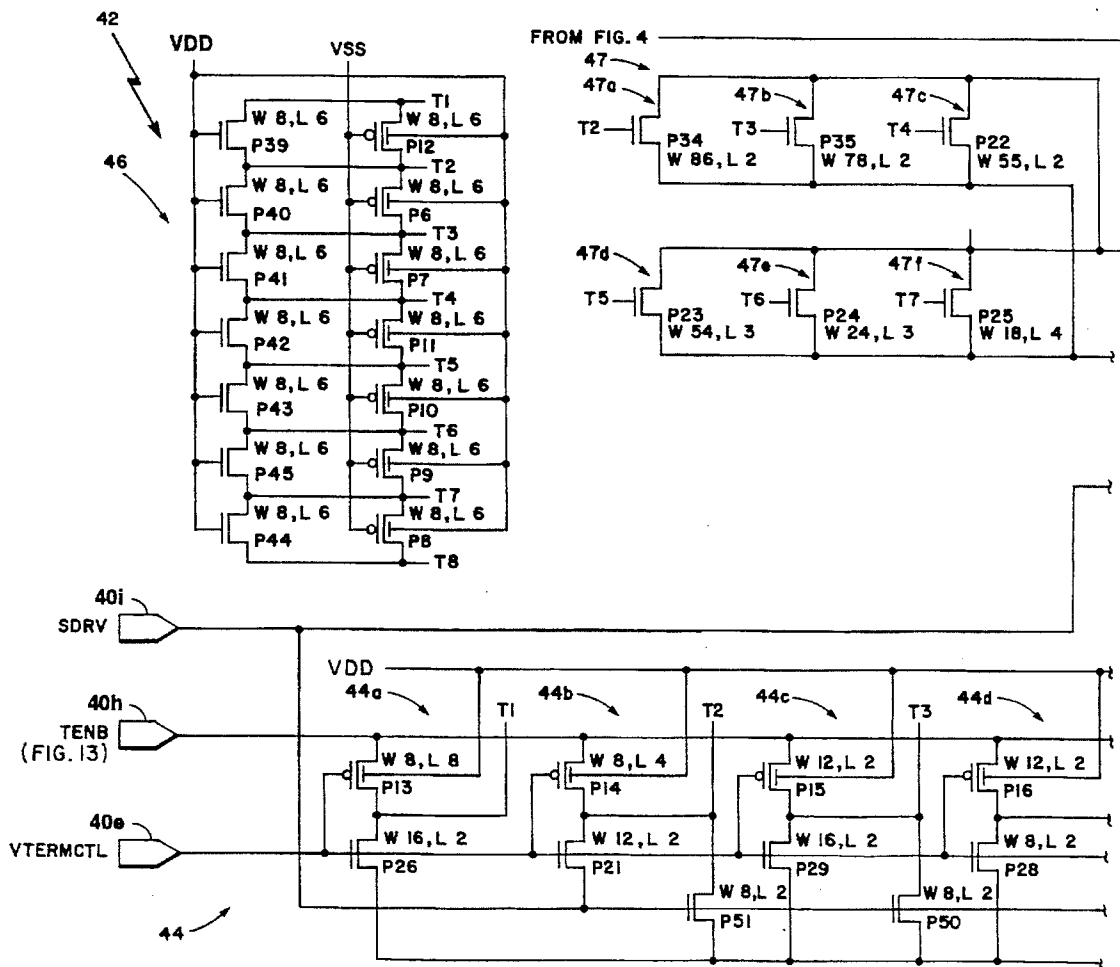 42
VDD
VSS
FROM FIG. 4
47
47a
47b
47c
T1
W 8, L 6
P39
W 8, L 6
P12
T2
P34
W 86, L 2
T3
P35
W 78, L 2
T4
P22
W 55, L 2
46
T2
W 8, L 6
P40
W 8, L 6
P6
T3
W 8, L 6
P41
W 8, L 6
P7
47d
47e
47f
T4
T5
P23
W 54, L 3
T6
P24
W 24, L 3
T7
P25
W 18, L 4
W 8, L 6
P42
W 8, L 6
P11
T5
W 8, L 6
P43
W 8, L 6
P10
T6
W 8, L 6
P45
W 8, L 6
P9
T7
W 8, L 6
P44
W 8, L 6
P8
T8
40i
SDRV
VDD
44a
T1
44b
T2
44c
T3
44d
40h
TENB
(FIG. 13)
W 8, L 8
P13
W 8, L 4
P14
W 12, L 2
P15
W 12, L 2
P16
40e
VTERMCTL
W 16, L 2
P26
W 12, L 2
P21
W 16, L 2
P29
W 8, L 2
P28
W 8, L 2
P51
W 8, L 2
P50
44